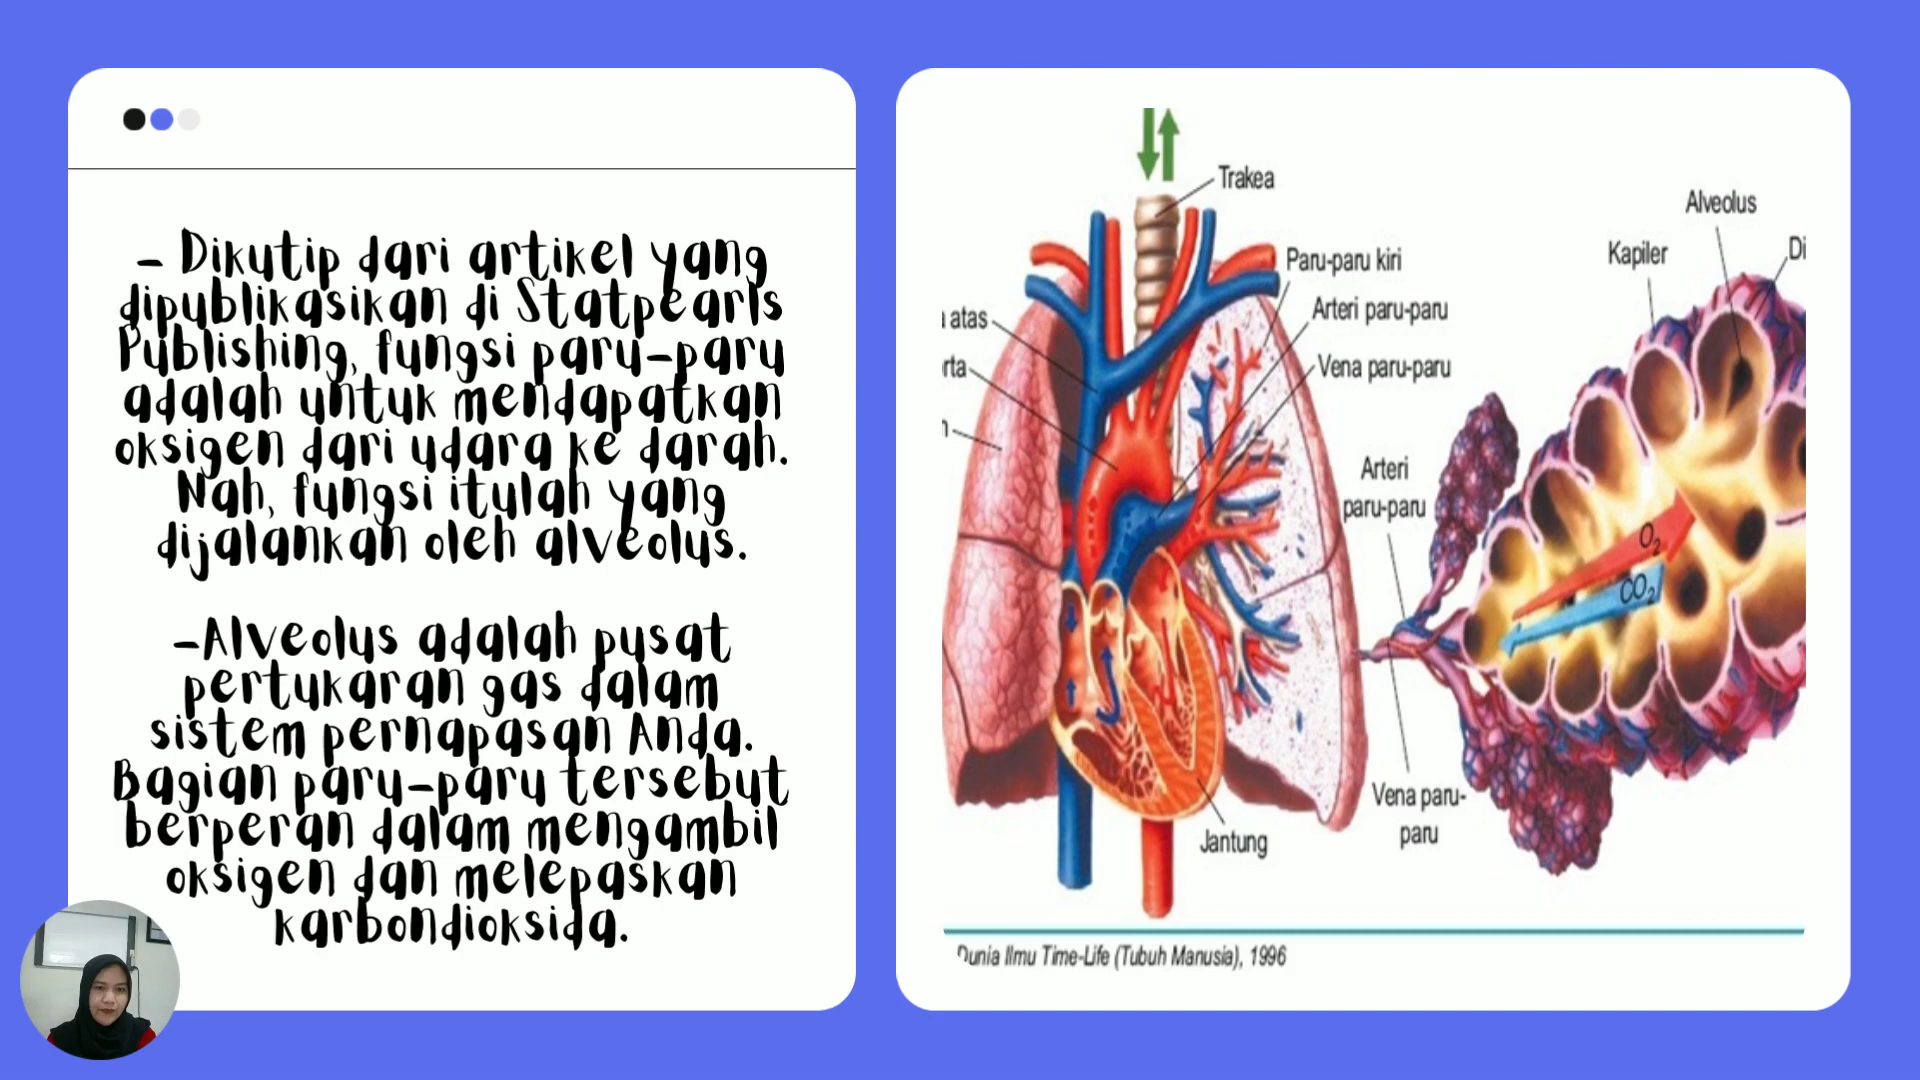 - Dikutip dari artikel yang
dipublikasikan di Statpearls
Publishing, fungsi paru-paru
adalah untuk mendapatkan
oksigen dari udara ke darah.
Nah, fungsi itulah yang
dijalankan oleh alveolus.
-Alveolus adalah pusat
pertukaran gas dalam
sistem pernapasan Anda.
Bagian paru-paru tersebut
berperan dalam mengambil
oksigen dan melepaskan
karbondioksida.
Trakea
Paru-paru kiri
Arteri paru-paru
Vena paru-paru
atas
rta
Alveolus
Kapiler
Di
Arteri
paru-paru
O2
CO2
Vena paru-
paru
Jantung
Dunia Ilmu Time-Life (Tubuh Manusia), 1996